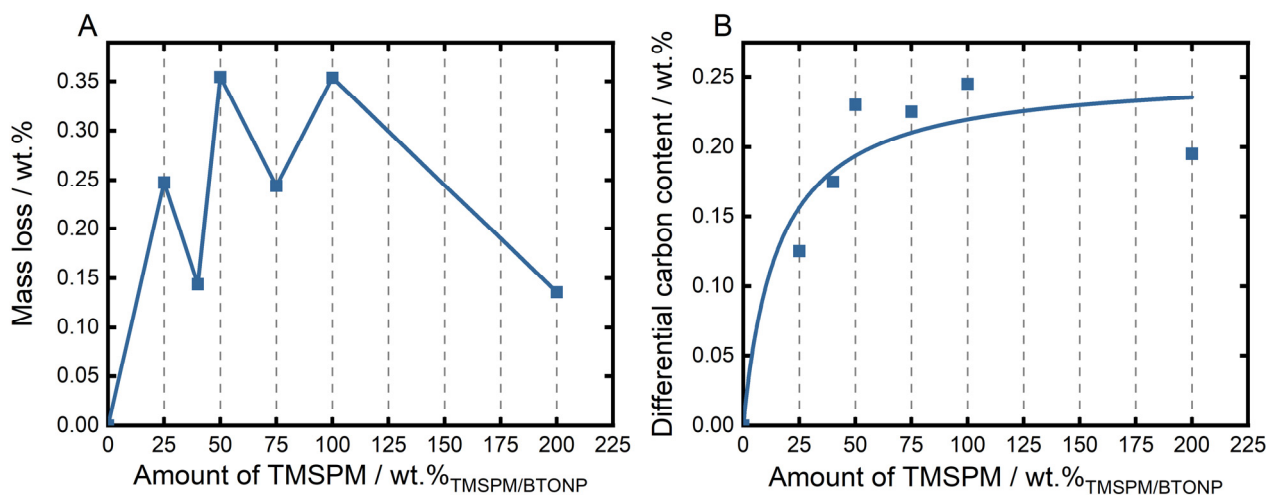 A
Mass loss / wt.%
0.35
0.30
0.25
0.20
0.15
0.10
0.05
0.00
0 25 50 75 100 125 150 175 200 225
Amount of TMSPM / wt.%TMSPM/BTONP
B
Differential carbon content / wt.%
0.25
0.20
0.15
0.10
0.05
0.00
0 25 50 75 100 125 150 175 200 225
Amount of TMSPM / wt.%TMSPM/BTONP